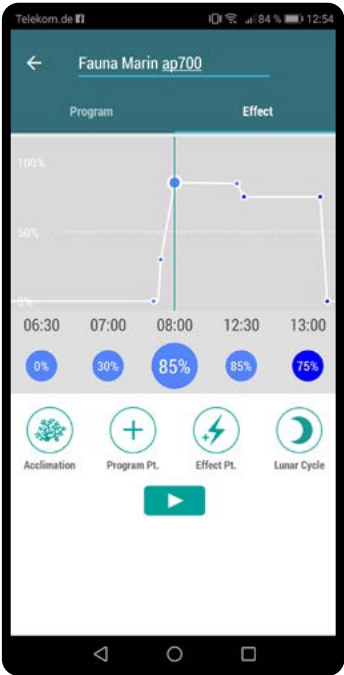 Telekom.de 84 % 12:54
Fauna Marin ap700
Program Effect
100%
50%
0%
06:30 07:00 08:00 12:30 13:00
0% 30% 85% 85% 75%
Acclimation Program Pt. Effect Pt. Lunar Cycle